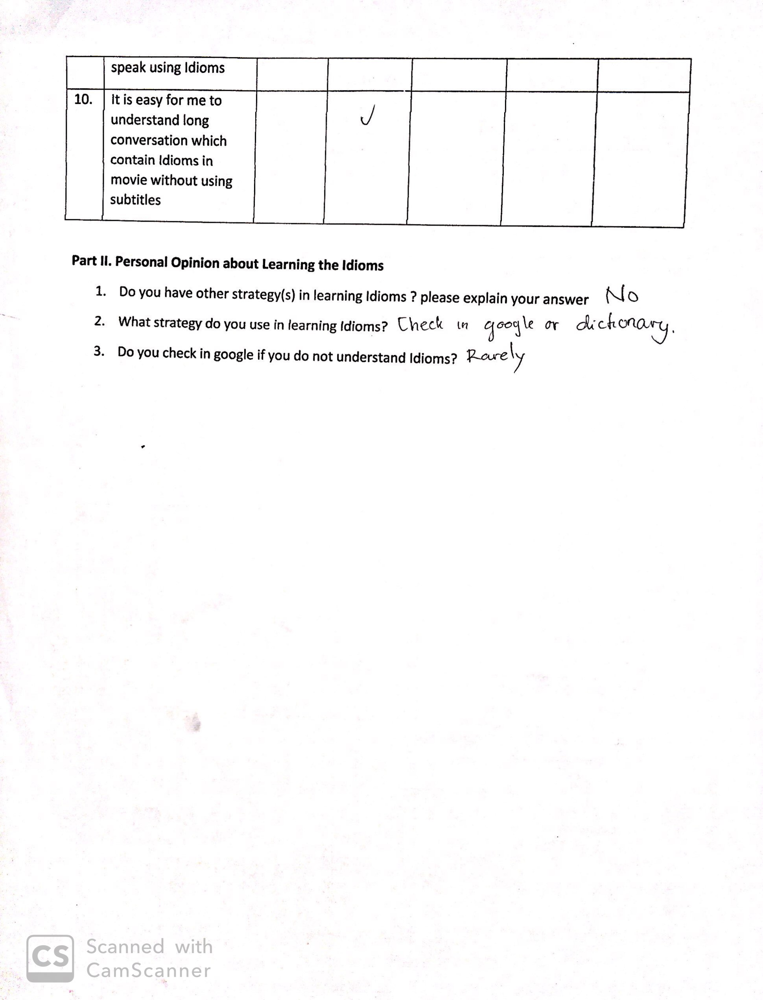 speak using Idioms
10. It is easy for me to
understand long
conversation which
contain Idioms in
movie without using
subtitles
✓
Part II. Personal Opinion about Learning the Idioms
1. Do you have other strategy(s) in learning Idioms ? please explain your answer No
2. What strategy do you use in learning Idioms? Check in google or dictionary.
3. Do you check in google if you do not understand Idioms? Rarely
CS Scanned with
CamScanner